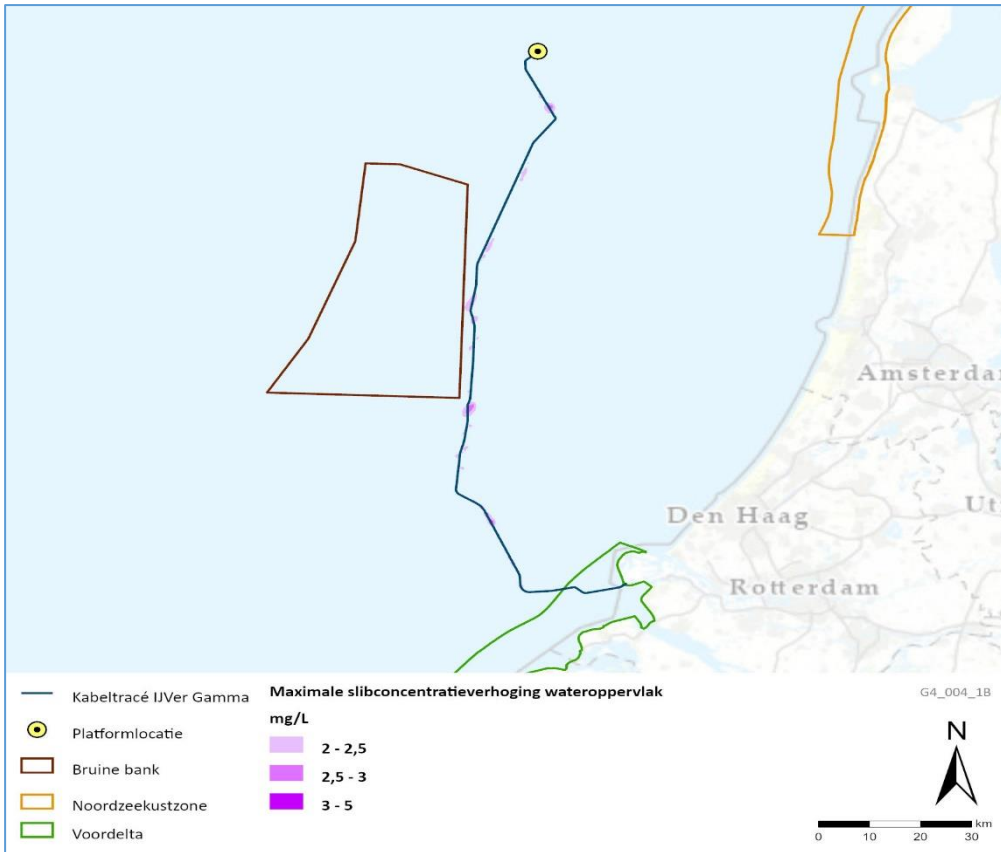 Amsterdam
Den Haag
Ut
Rotterdam
Kabeltracé IJVer Gamma
Platformlocatie
Bruine bank
Noordzeekustzone
Voordelta
Maximale slibconcentratieverhoging wateroppervlak
mg/L
2 - 2,5
2,5 - 3
3 - 5
G4_004_1B
N
km
0 10 20 30